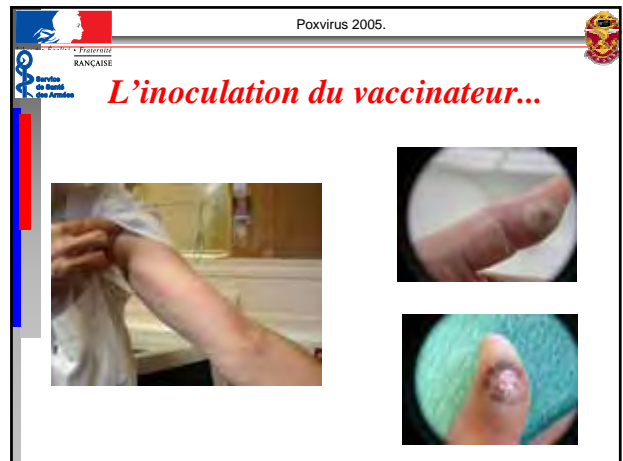 Poxvirus 2005.
• Fraternité
RANÇAISE
Service
de Santé
des Armées
L'inoculation du vaccinateur...